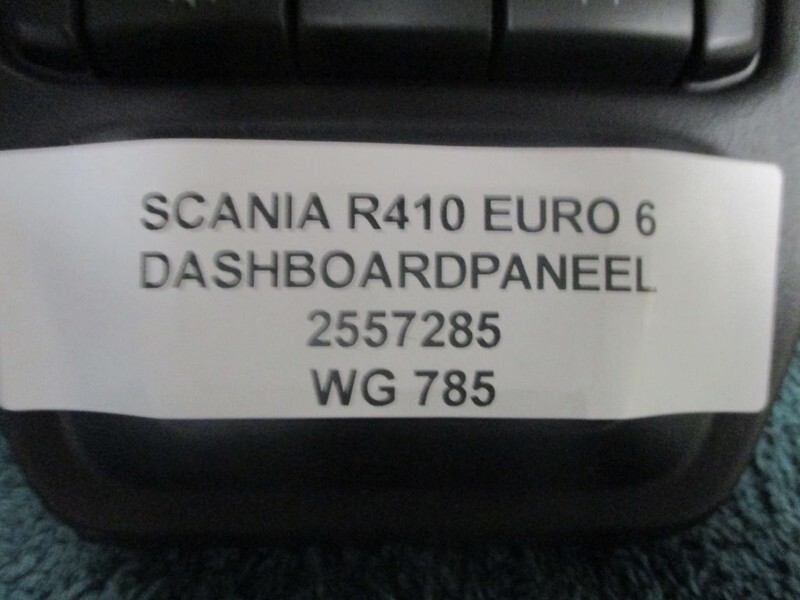 SCANIA R410 EURO 6
DASHBOARDPANEEL
2557285
WG 785